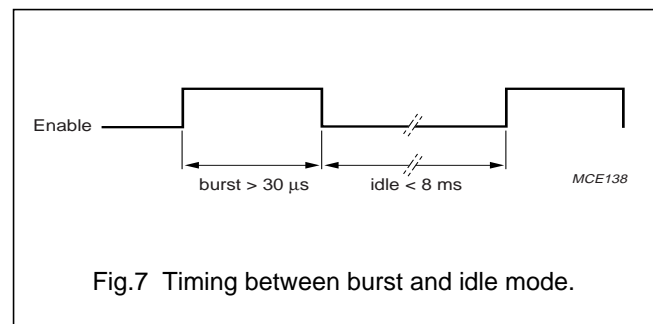 Enable
burst > 30 μs
idle < 8 ms
MCE138
Fig.7 Timing between burst and idle mode.